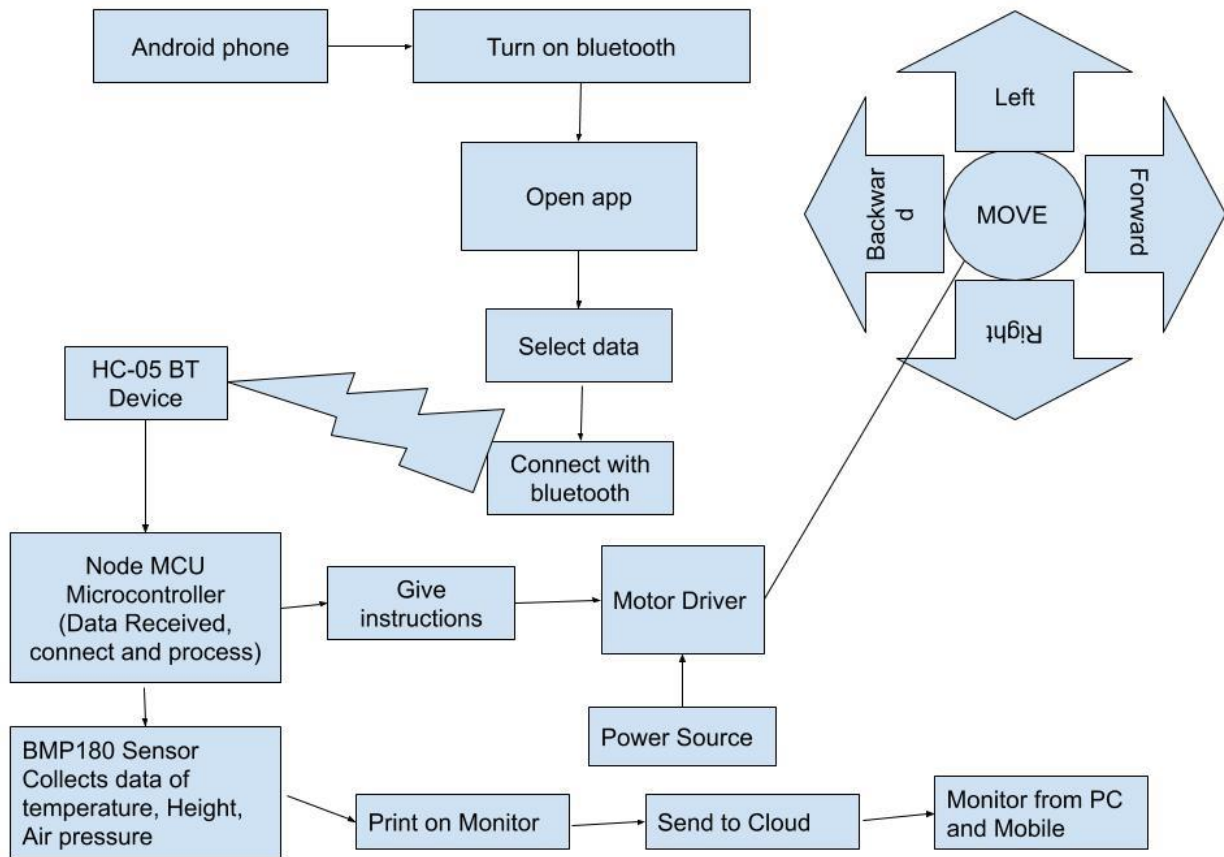 Android phone
Turn on bluetooth
Left
Open app
Backwar
d
MOVE
Forward
Select data
Right
HC-05 BT
Device
Connect with
bluetooth
Node MCU
Microcontroller
(Data Received,
connect and process)
Give
instructions
Motor Driver
Power Source
BMP180 Sensor
Collects data of
temperature, Height,
Air pressure
Print on Monitor
Send to Cloud
Monitor from PC
and Mobile